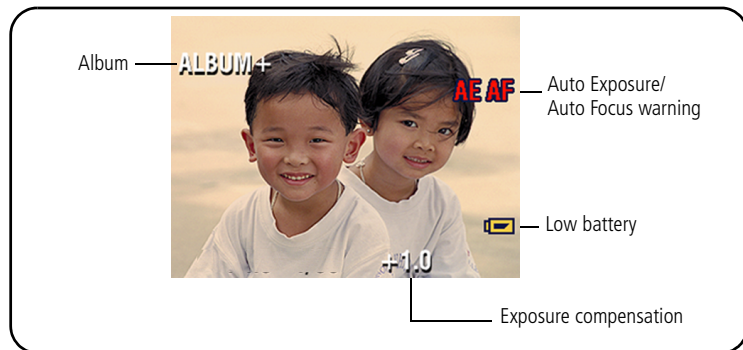 Album
ALBUM+
AE AF
Auto Exposure/
Auto Focus warning
Low battery
+1.0
Exposure compensation